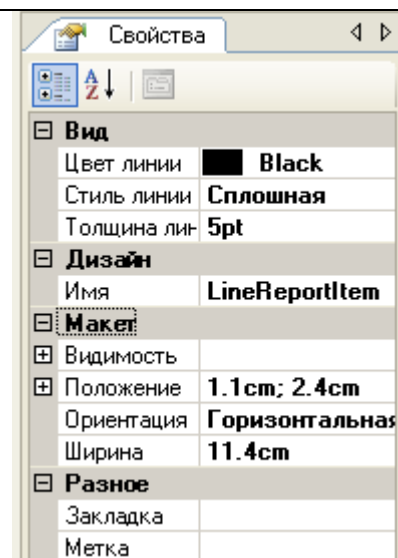 Свойства
Вид
Цвет линии Black
Стиль линии Сплошная
Толщина лин 5pt
Дизайн
Имя LineReportItem
Макет
Видимость
Положение 1.1cm; 2.4cm
Ориентация Горизонтальная
Ширина 11.4cm
Разное
Закладка
Метка